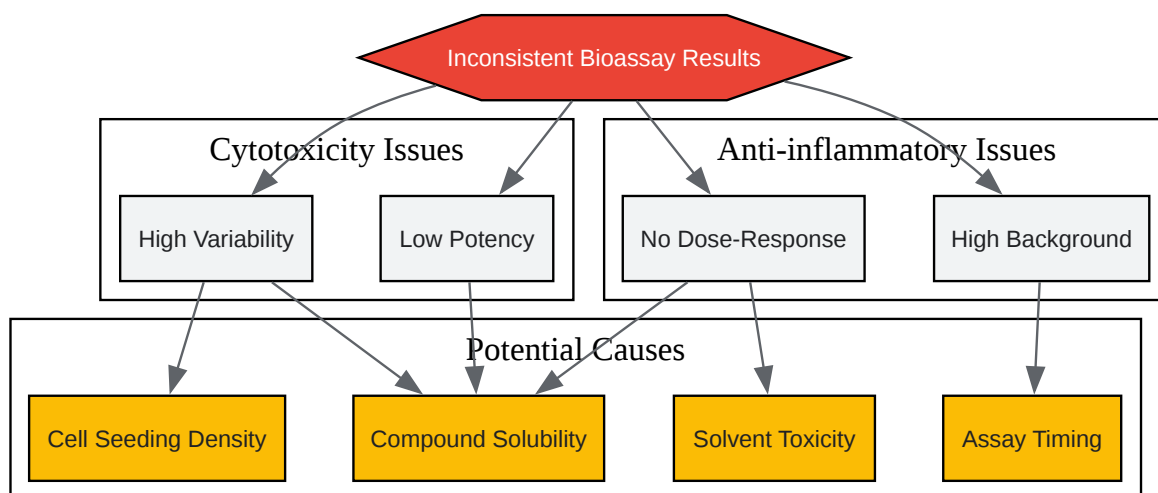 Inconsistent Bioassay Results
Cytotoxicity Issues
Anti-inflammatory Issues
High Variability
Low Potency
No Dose-Response
High Background
Potential Causes
Cell Seeding Density
Compound Solubility
Solvent Toxicity
Assay Timing